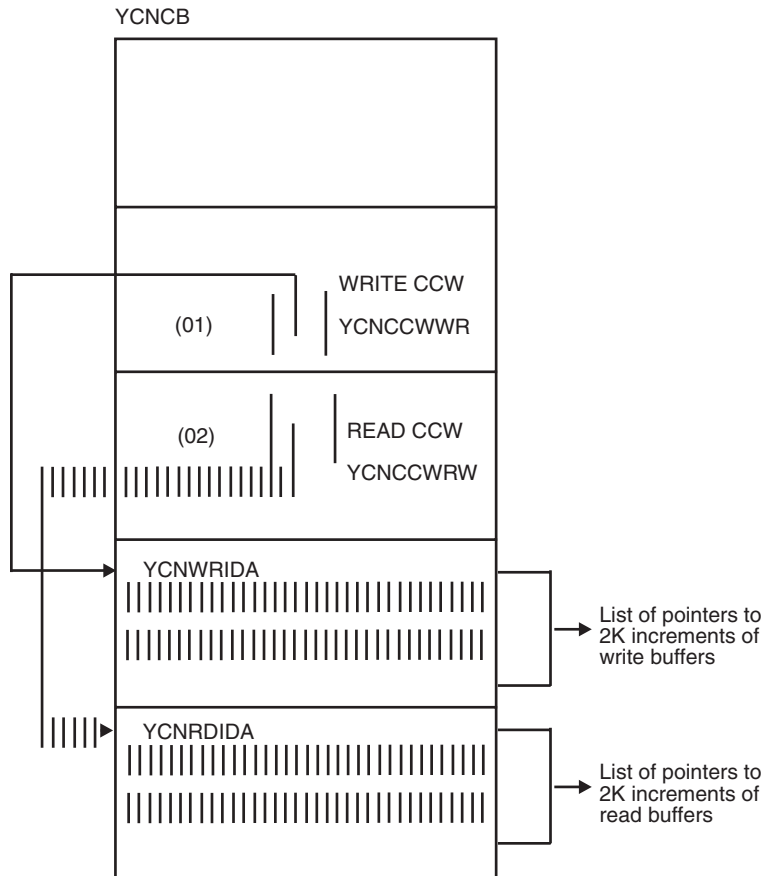 YCNCB
WRITE CCW
(01)
YCNCCWWR
(02)
READ CCW
YCNCCWRW
YCNWRIDA
List of pointers to
2K increments of
write buffers
YCNRDIDA
List of pointers to
2K increments of
read buffers